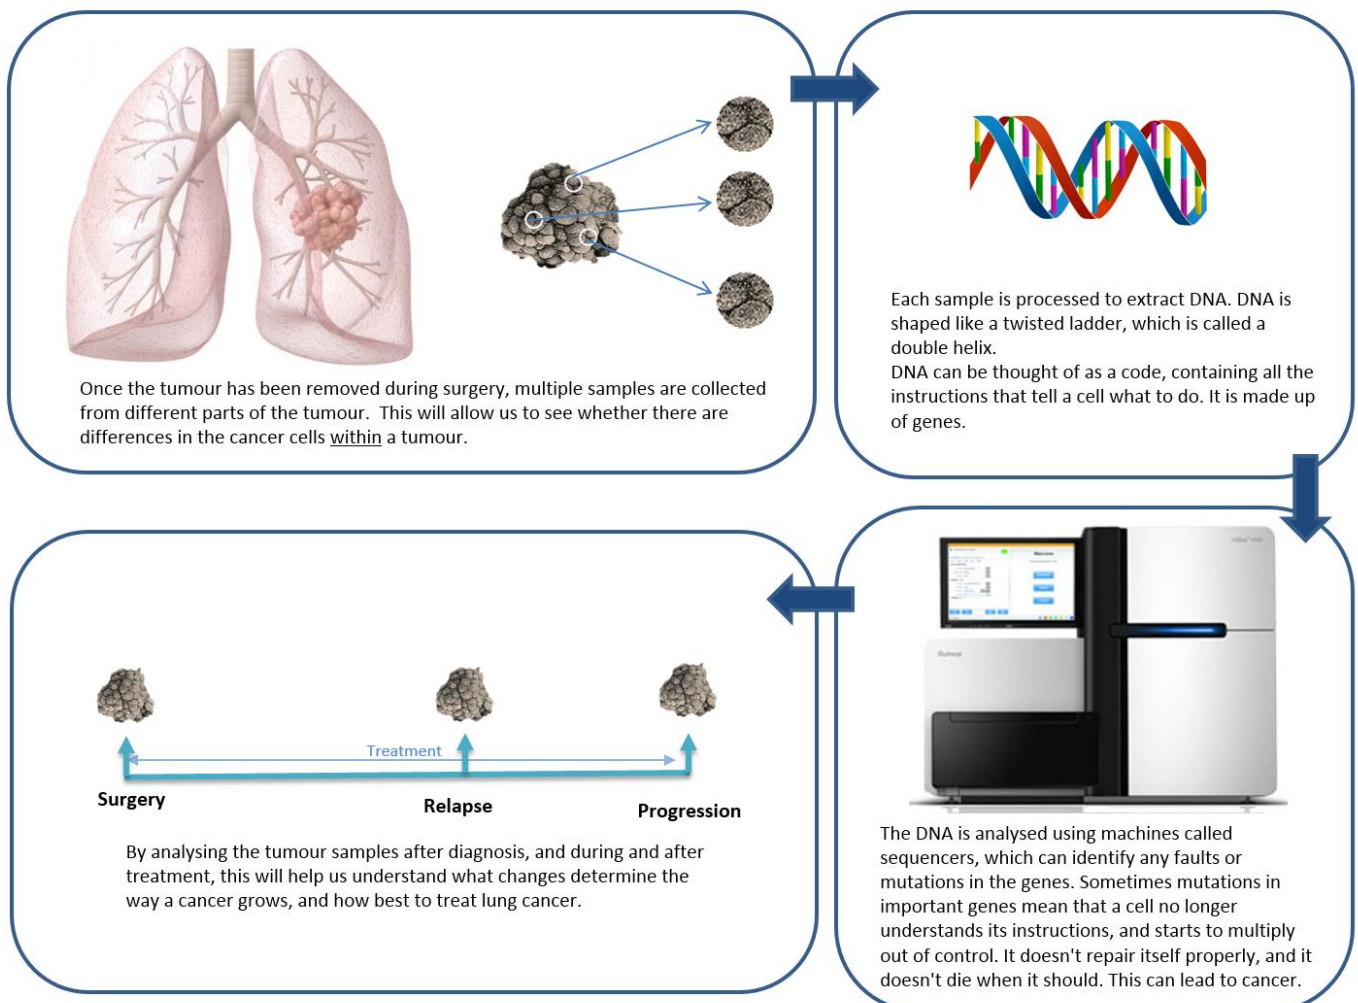 Once the tumour has been removed during surgery, multiple samples are collected
from different parts of the tumour.  This will allow us to see whether there are
differences in the cancer cells within a tumour.
Each sample is processed to extract DNA. DNA is
shaped like a twisted ladder, which is called a
double helix.
DNA can be thought of as a code, containing all the
instructions that tell a cell what to do. It is made up
of genes.
Welcome
illumina
The DNA is analysed using machines called
sequencers, which can identify any faults or
mutations in the genes. Sometimes mutations in
important genes mean that a cell no longer
understands its instructions, and starts to multiply
out of control. It doesn't repair itself properly, and it
doesn't die when it should. This can lead to cancer.
Treatment
Surgery
Relapse
Progression
By analysing the tumour samples after diagnosis, and during and after
treatment, this will help us understand what changes determine the
way a cancer grows, and how best to treat lung cancer.